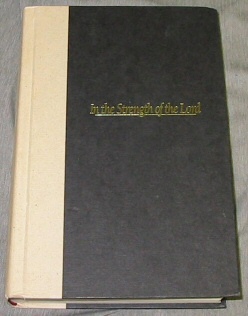 In the Strength of the Lord